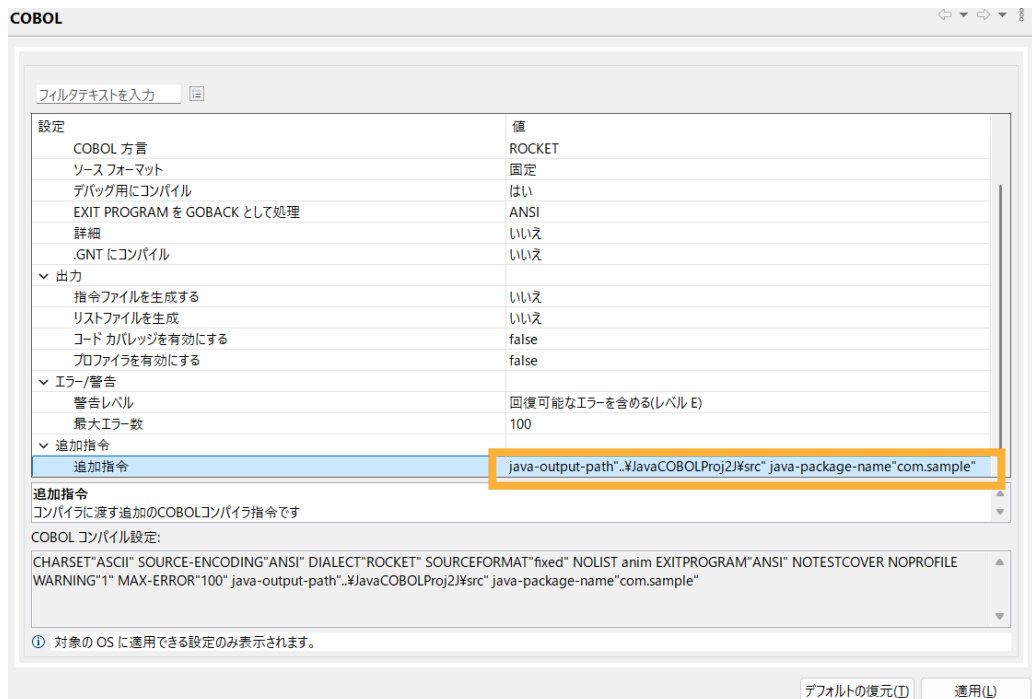 COBOL
フィルタテキストを入力
設定 値
COBOL 方言 ROCKET
ソース フォーマット 固定
デバッグ用にコンパイル はい
EXIT PROGRAM を GOBACK として処理 ANSI
詳細 いいえ
.GNT にコンパイル いいえ
出力
指令ファイルを生成する いいえ
リストファイルを生成 いいえ
コード カバレッジを有効にする false
プロファイラを有効にする false
エラー/警告
警告レベル 回復可能なエラーを含める(レベル E)
最大エラー数 100
追加指令
追加指令 java-output-path"..¥JavaCOBOLProj2J¥src" java-package-name"com.sample"
追加指令
コンパイラに渡す追加のCOBOLコンパイラ指令です
COBOL コンパイル設定:
CHARSET"ASCII" SOURCE-ENCODING"ANSI" DIALECT"ROCKET" SOURCEFORMAT"fixed" NOLIST anim EXITPROGRAM"ANSI" NOTESTCOVER NOPROFILE
WARNING"1" MAX-ERROR"100" java-output-path"..¥JavaCOBOLProj2J¥src" java-package-name"com.sample"
対象の OS に適用できる設定のみ表示されます。
デフォルトの復元(T) 適用(L)